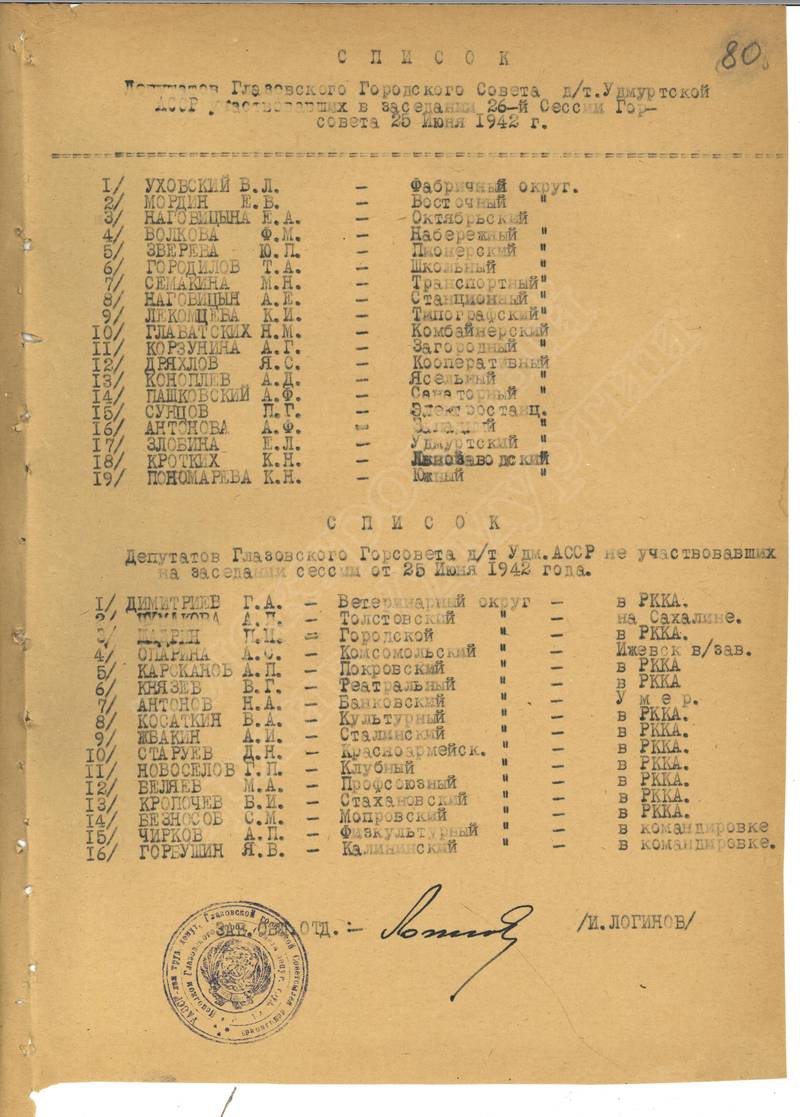 80
С П И С О К
Депутатов Глазовского Городского Совета д/т.Удмуртской
АССР участвовавших в заседании 26-й Сессии Гор-
совета 25 Июня 1942 г.
1/ УХОВСКИЙ В.Л. – Фабричный округ.
2/ МОРДИН Е.В. – Восточный "
3/ НАГОВИЦЫНА Е.А. – Октябрьский
4/ ВОЛКОВА Ф.М. – Набережный "
5/ ЗВЕРЕВА Ю.П. – Пионерский "
6/ ГОРОДИЛОВ Т.А. – Школьный "
7/ СЕМАКИНА М.Н. – Транспортный"
8/ НАГОВИЦЫН А.Е. – Станционный "
9/ ЛЕКОМЦЕВА К.И. – Типографский"
10/ ГЛАВАТСКИХ Н.М. – Комбайнерский
11/ КОРЗУНИНА А.Г. – Загородный "
12/ ДРЯХЛОВ Я.С. – Кооперативный
13/ КОНОПЛЕВ А.Д. – Ясельный "
14/ ПАШКОВСКИЙ А.Ф. – Санаторный "
15/ СУНЦОВ П.Г. – Электростанц.
16/ АНТОНОВА А.Ф. – Западный "
17/ ЗЛОБИНА Е.Л. – Удмуртский "
18/ КРОТКИХ К.Н. – Льнозаводский
19/ ПОНОМАРЕВА К.Н. – Южный "
С П И С О К
Депутатов Глазовского Горсовета д/т Удм.АССР не участвовавших
на заседании сессии от 25 Июня 1942 года.
1/ ДИМИТРИЕВ Г.А. – Ветеринарный округ – в РККА.
2/ А.Д. – Толстовский " – на Сахалине.
3/ ШАДРИН – Городской " – в РККА.
4/ ОПАРИНА А.С. – Комсомольский " – Ижевск в/зав.
5/ КАРСКАНОВ А.П. – Покровский " – в РККА
6/ КНЯЗЕВ В.Г. – Театральный " – в РККА
7/ АНТОНОВ Н.А. – Банковский " – У м е р.
8/ КОСАТКИН В.А. – Культурный " – в РККА.
9/ ЖВАКИН А.И. – Сталинский " – в РККА.
10/ СТАРУЕВ Д.Н. – Красноармейск. " – в РККА.
11/ НОВОСЕЛОВ Г.П. – Клубный " – в РККА.
12/ БЕЛЯЕВ М.А. – Профсоюзный " – в РККА.
13/ КРОПОЧЕВ В.И. – Стахановский " – в РККА.
14/ БЕЗНОСОВ С.М. – Мопровский " – в РККА.
15/ ЧИРКОВ А.П. – Физкультурный " – в командировке
16/ ГОРБУШИН Я.В. – Калининский " – в командировке.
ЗАВ. ОБЩ.ОТД.:– /И.ЛОГИНОВ/